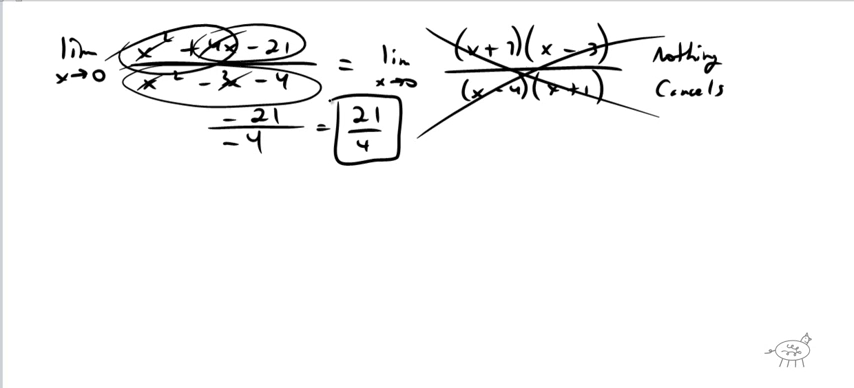 lim x→0 (x² + 4x - 21)/(x² - 3x - 4) = lim x→0 ((x + 7)(x - 3))/((x - 4)(x + 1)) Nothing Cancels
-21/-4 = 21/4